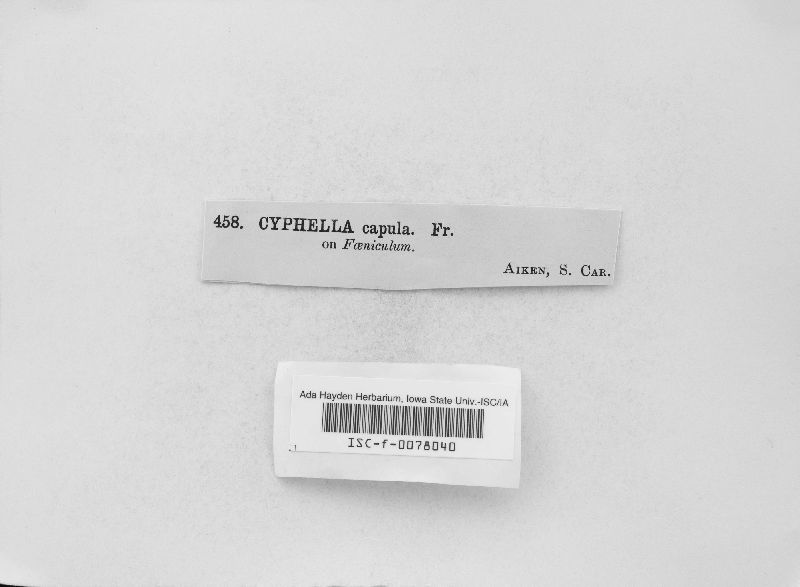 458. CYPHELLA capula. Fr.
on Fœniculum.
AIKEN, S. CAR.
Ada Hayden Herbarium, Iowa State Univ.-ISC/IA
ISC-f-0078040